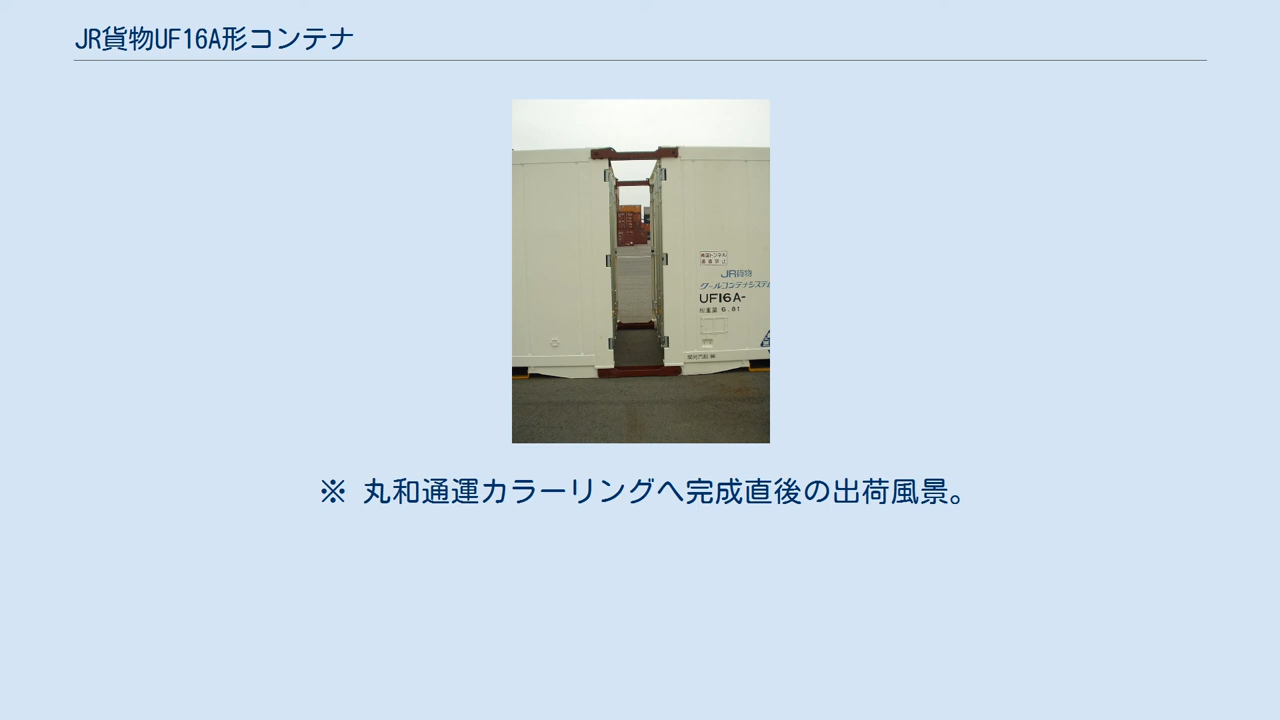 JR貨物UF16A形コンテナ
JR貨物
クールコンテナシステム
UF16A-
※ 丸和通運カラーリングへ完成直後の出荷風景。